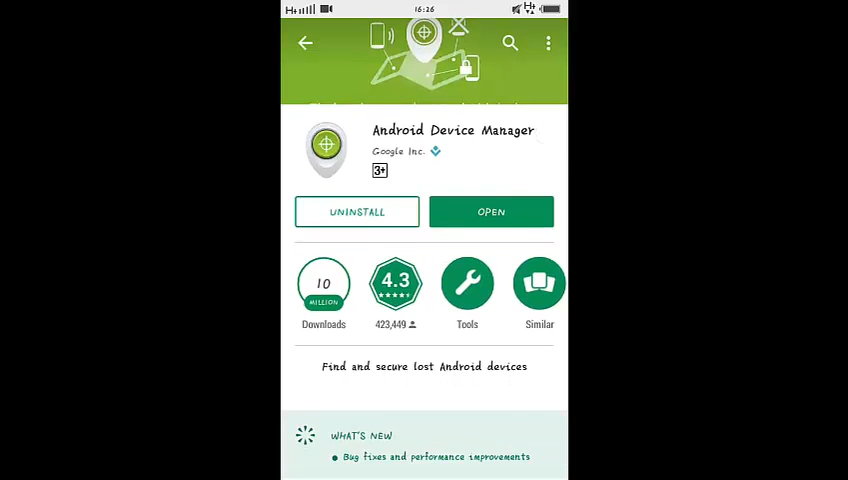 H+ 16:26 H+
Android Device Manager
Google Inc.
3+
UNINSTALL OPEN
10
MILLION
4.3
Downloads 423,449 Tools Similar
Find and secure lost Android devices
WHAT'S NEW
● Bug fixes and performance improvements